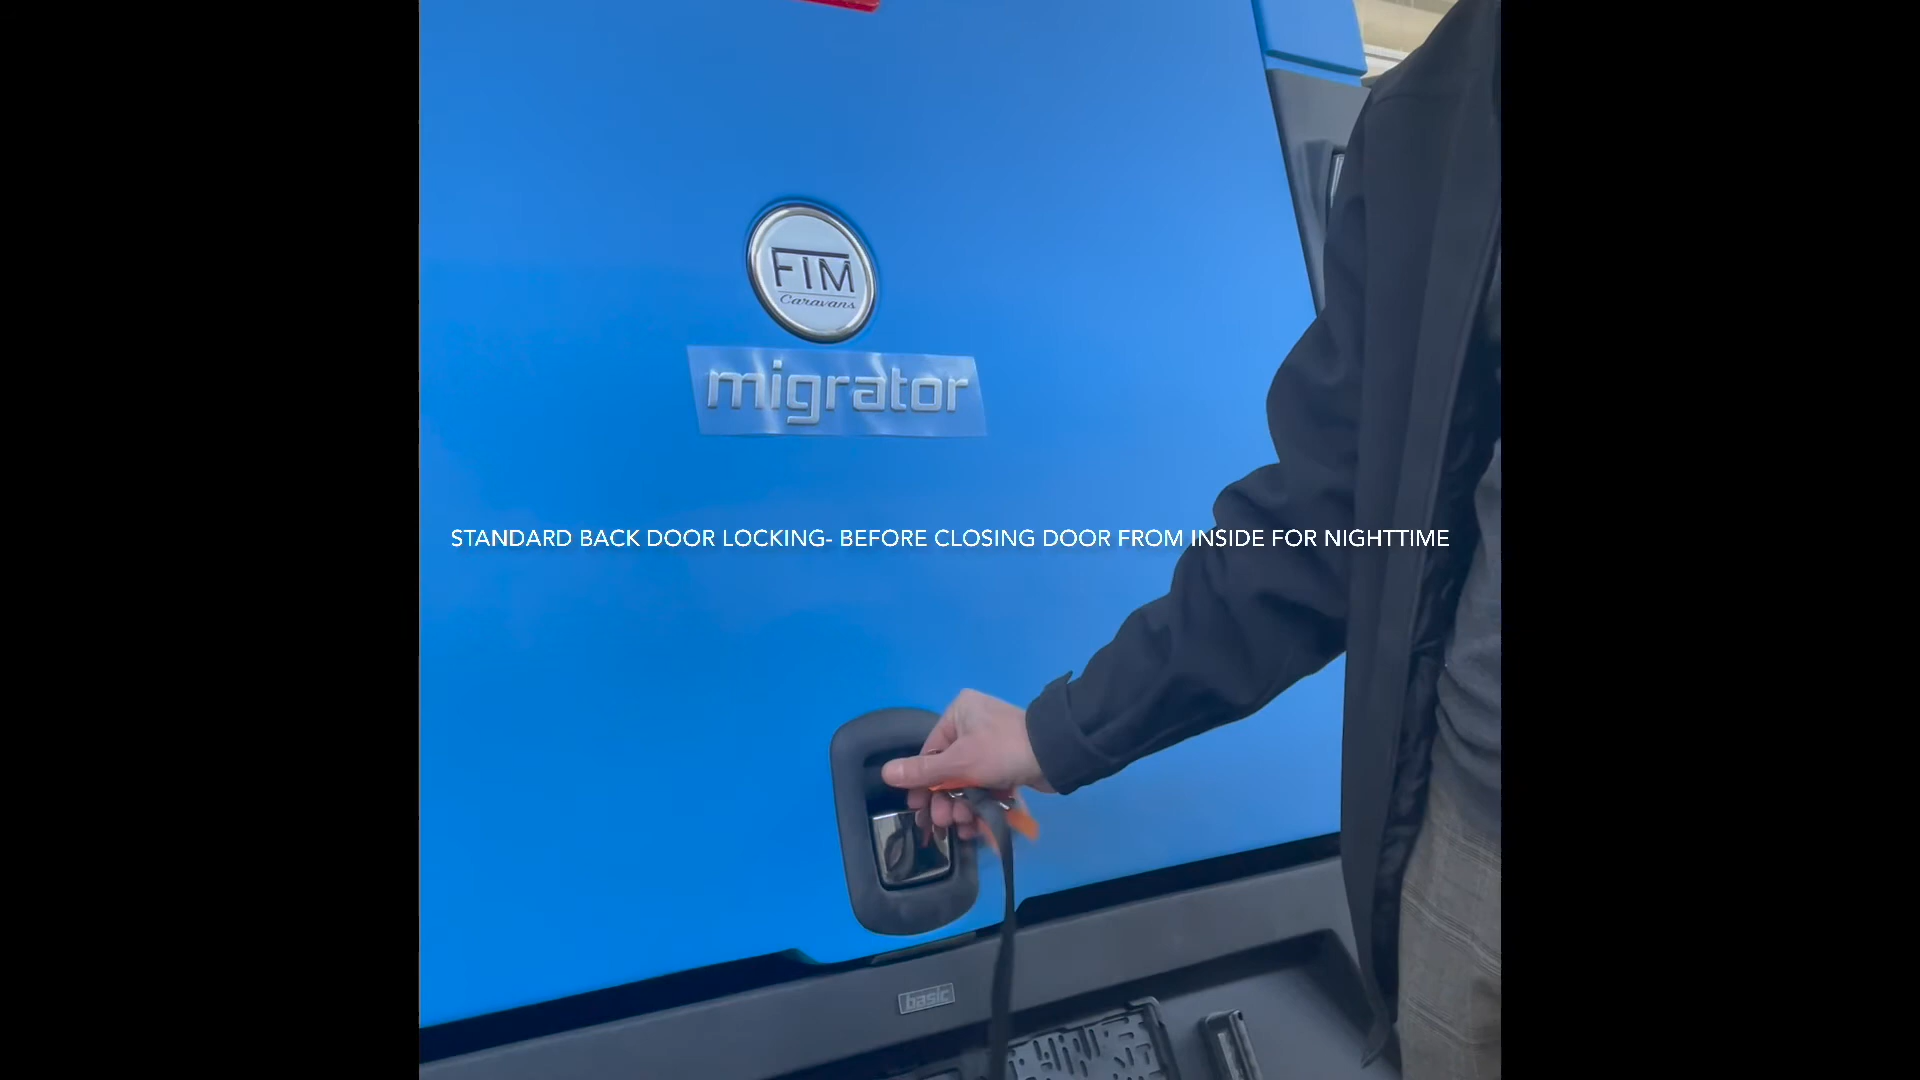 FIM
Caravans
migrator
STANDARD BACK DOOR LOCKING- BEFORE CLOSING DOOR FROM INSIDE FOR NIGHTTIME
basic